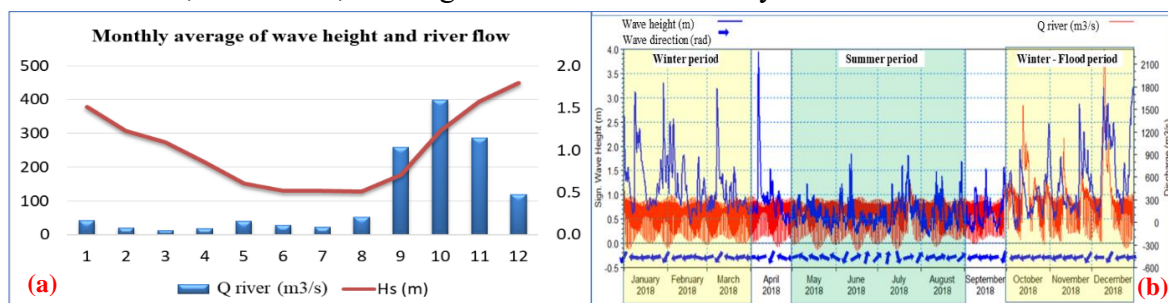 Monthly average of wave height and river flow
500
400
300
200
100
0
2.0
1.5
1.0
0.5
0.0
1 2 3 4 5 6 7 8 9 10 11 12
Q river (m3/s) Hs (m)
(a)
Wave height (m)
Wave direction (rad)
Q river (m3/s)
Winter period
Summer period
Winter - Flood period
Sign. Wave Height (m)
4.0
3.5
3.0
2.5
2.0
1.5
1.0
0.5
0.0
-0.5
2100
1800
1500
1200
900
600
300
0
-300
-600
Discharge (m3/s)
January February March April May June July August September October November December
2018 2018 2018 2018 2018 2018 2018 2018 2018 2018 2018 2018
(b)